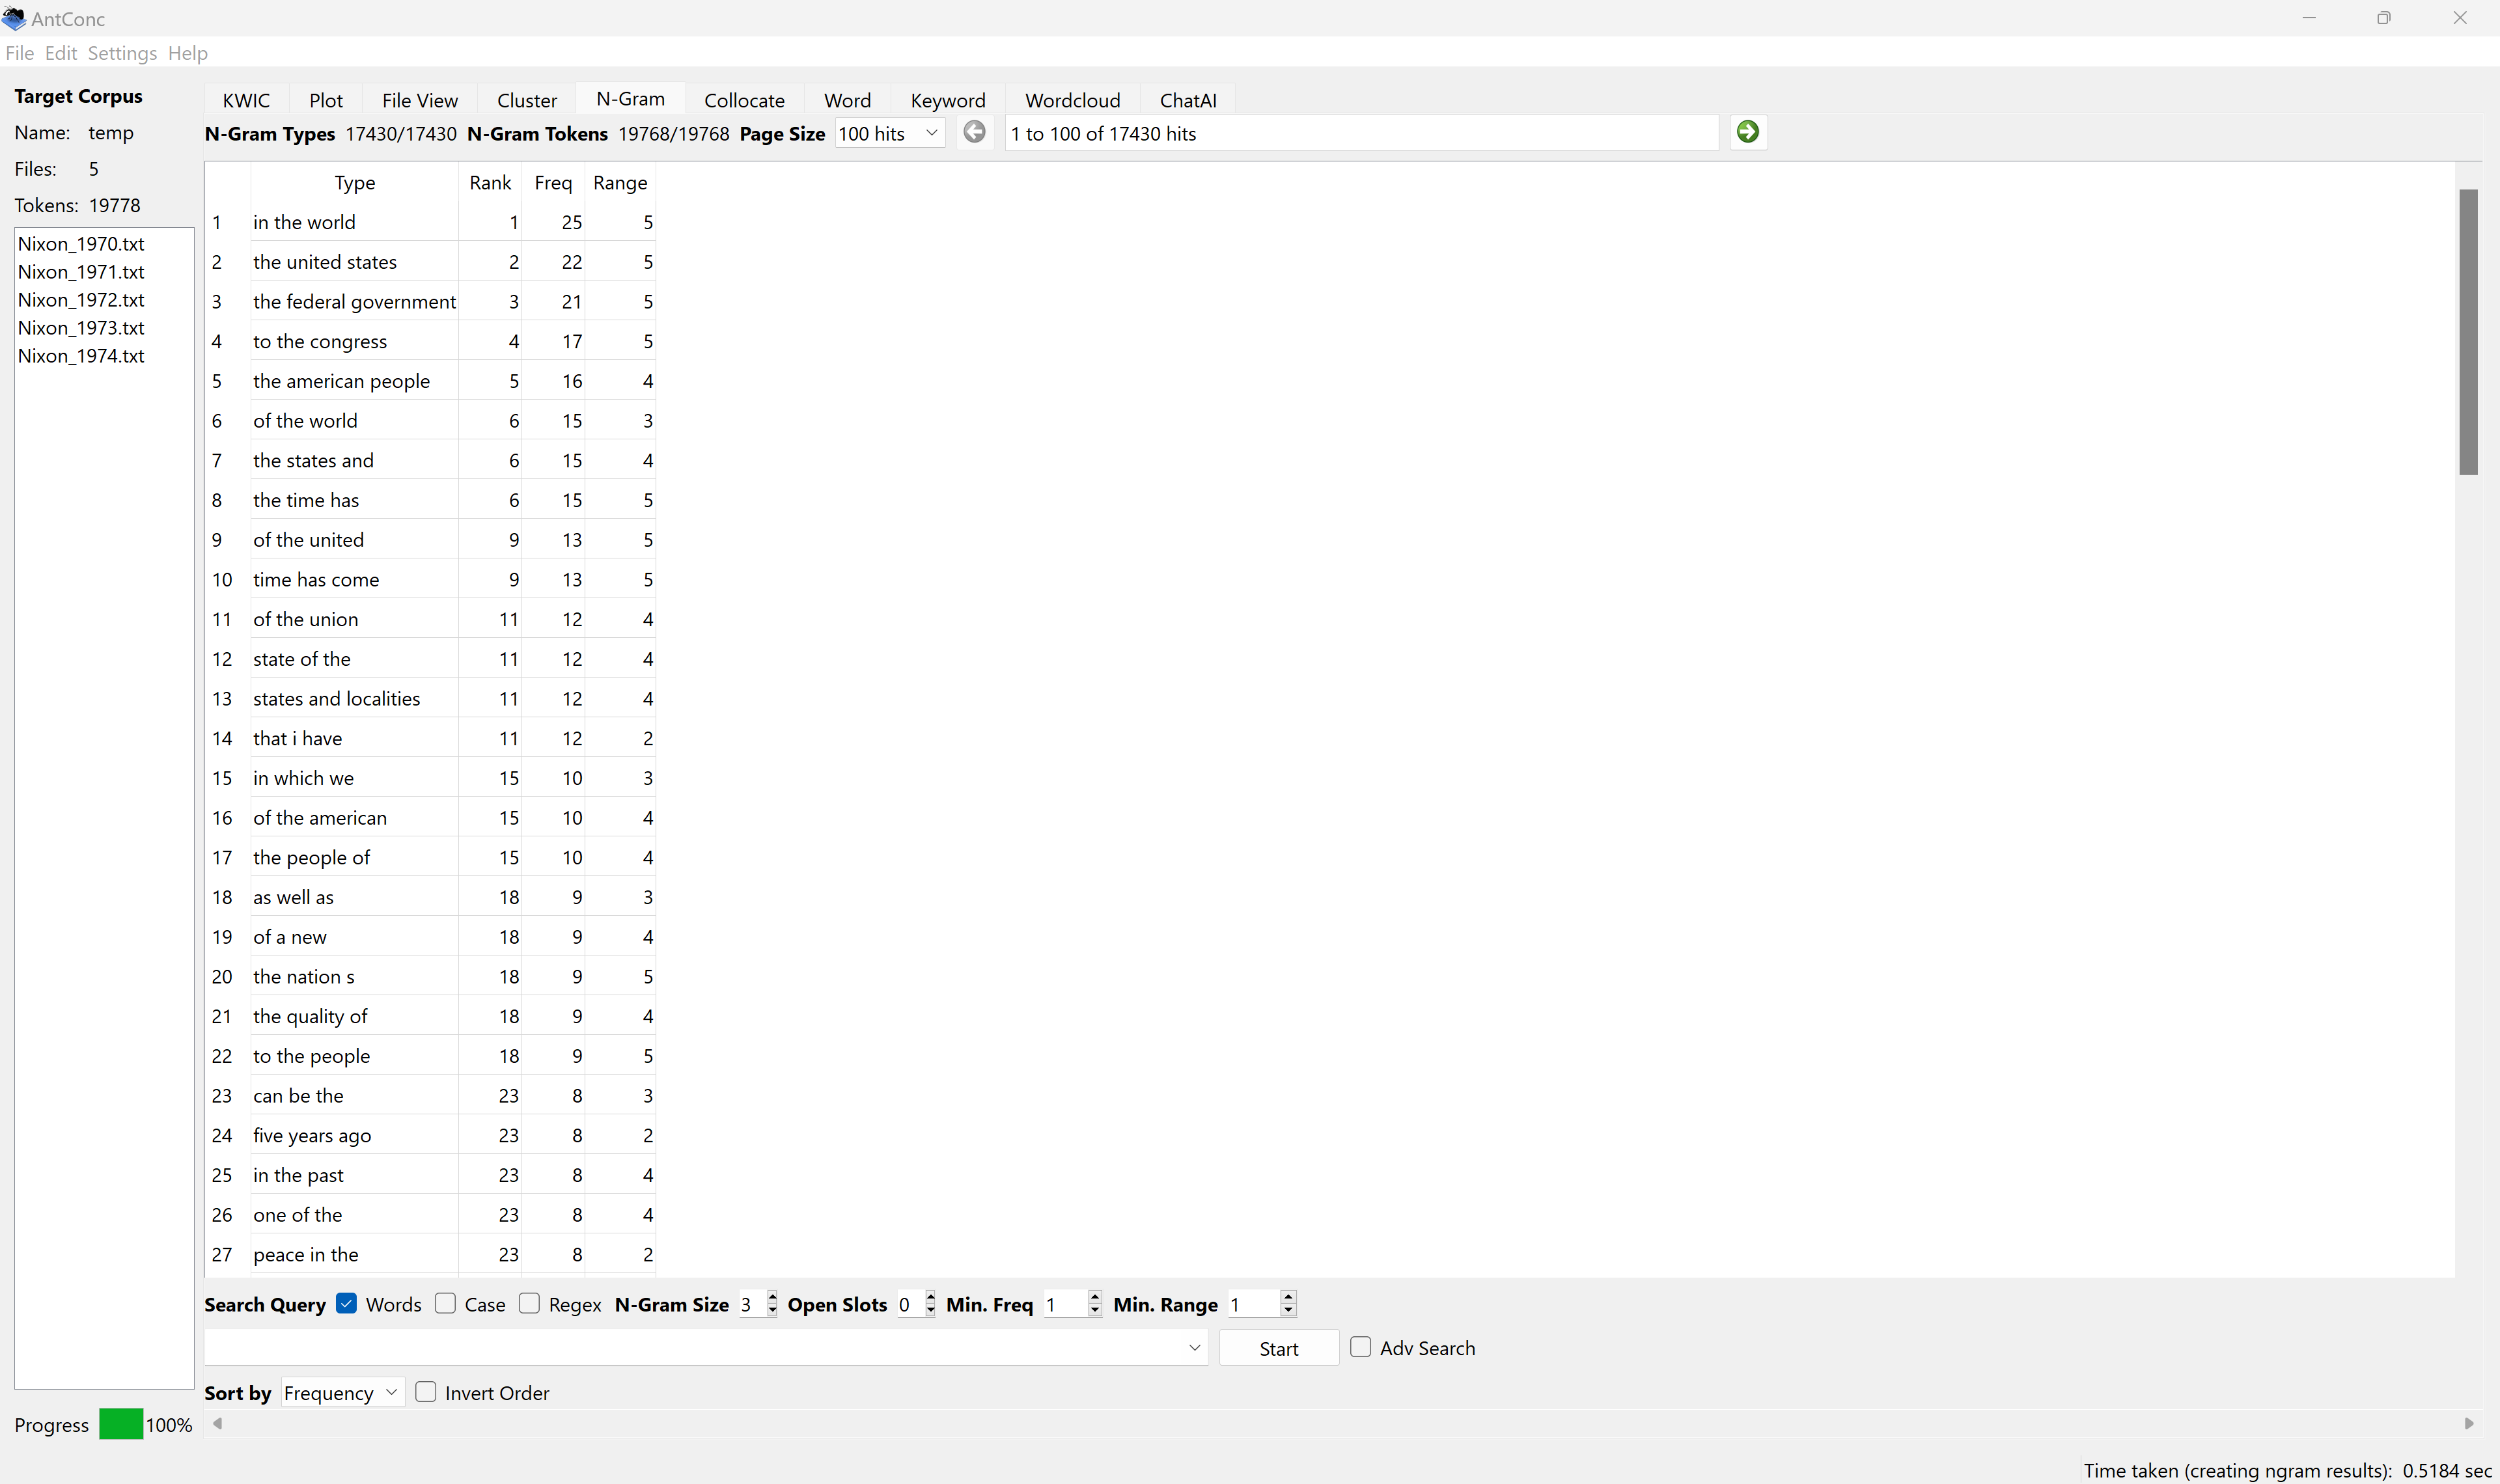 AntConc
File Edit Settings Help
Target Corpus
Name: temp
Files: 5
Tokens: 19778
Nixon_1970.txt
Nixon_1971.txt
Nixon_1972.txt
Nixon_1973.txt
Nixon_1974.txt
Progress 100%
KWIC Plot File View Cluster N-Gram Collocate Word Keyword Wordcloud ChatAI
N-Gram Types 17430/17430 N-Gram Tokens 19768/19768 Page Size 100 hits 1 to 100 of 17430 hits
Type Rank Freq Range
1 in the world 1 25 5
2 the united states 2 22 5
3 the federal government 3 21 5
4 to the congress 4 17 5
5 the american people 5 16 4
6 of the world 6 15 3
7 the states and 6 15 4
8 the time has 6 15 5
9 of the united 9 13 5
10 time has come 9 13 5
11 of the union 11 12 4
12 state of the 11 12 4
13 states and localities 11 12 4
14 that i have 11 12 2
15 in which we 15 10 3
16 of the american 15 10 4
17 the people of 15 10 4
18 as well as 18 9 3
19 of a new 18 9 4
20 the nation s 18 9 5
21 the quality of 18 9 4
22 to the people 18 9 5
23 can be the 23 8 3
24 five years ago 23 8 2
25 in the past 23 8 4
26 one of the 23 8 4
27 peace in the 23 8 2
Search Query Words Case Regex N-Gram Size 3 Open Slots 0 Min. Freq 1 Min. Range 1
Start Adv Search
Sort by Frequency Invert Order
Time taken (creating ngram results): 0.5184 sec